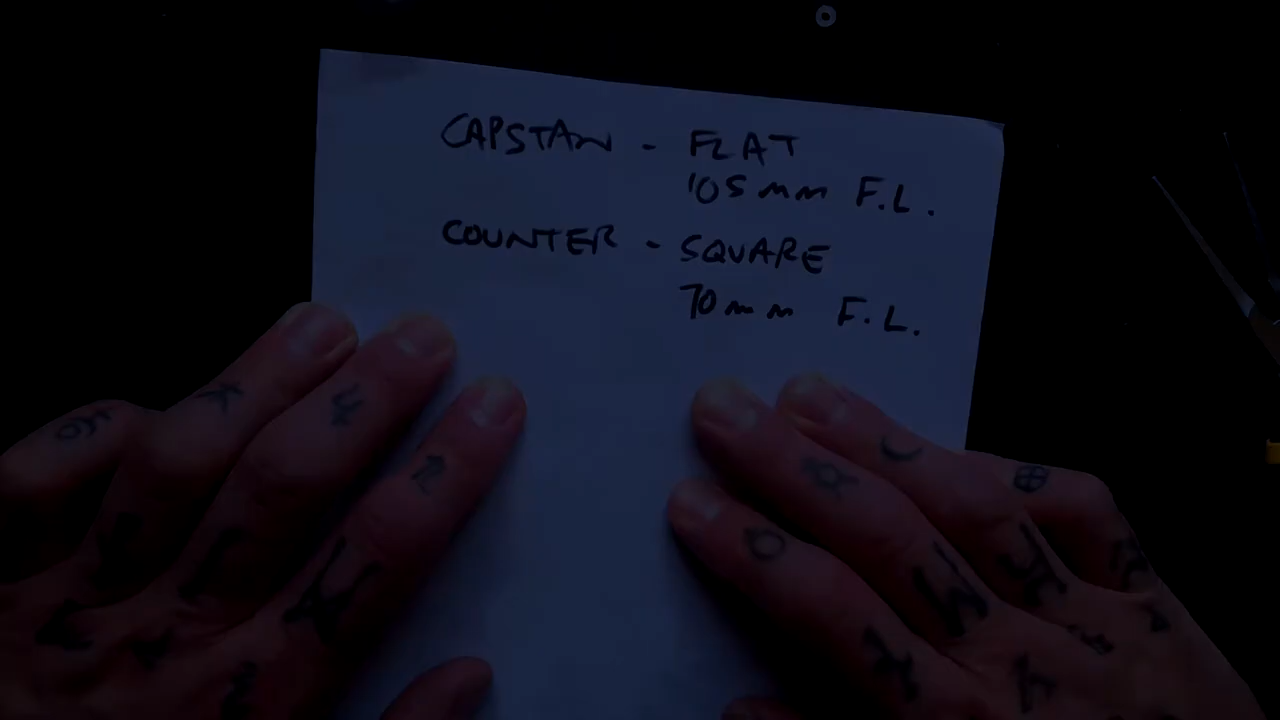 CAPSTAN - FLAT
105mm F.L.
COUNTER - SQUARE
70mm F.L.